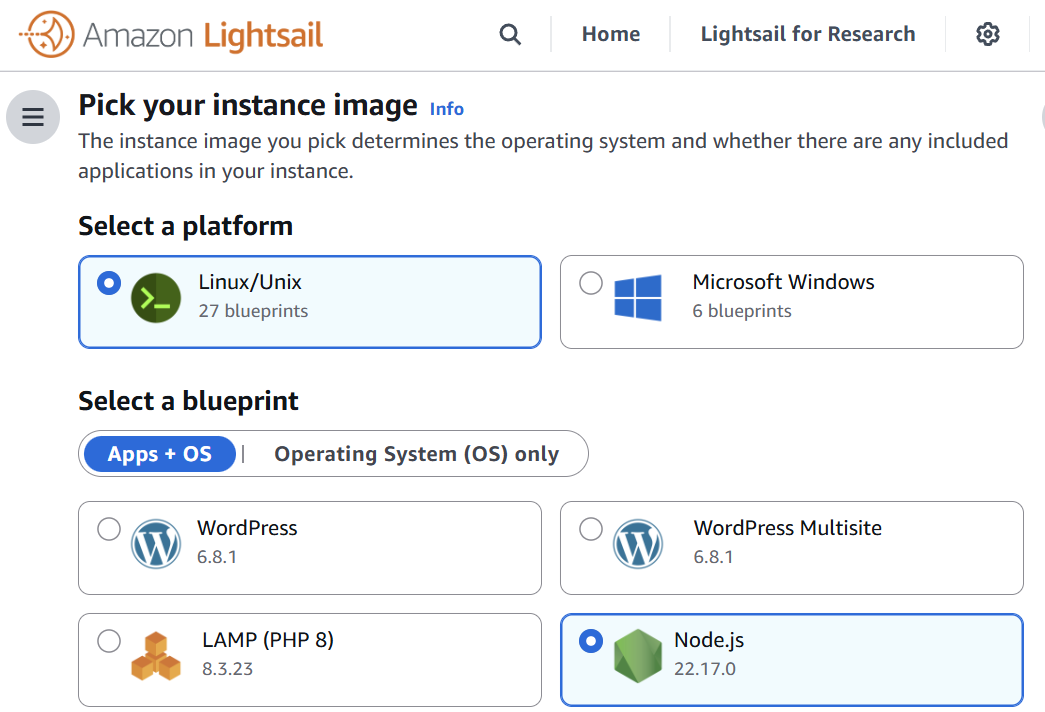 Amazon Lightsail
Home
Lightsail for Research
Pick your instance image Info
The instance image you pick determines the operating system and whether there are any included
applications in your instance.
Select a platform
Linux/Unix
27 blueprints
Microsoft Windows
6 blueprints
Select a blueprint
Apps + OS | Operating System (OS) only
WordPress
6.8.1
WordPress Multisite
6.8.1
LAMP (PHP 8)
8.3.23
Node.js
22.17.0